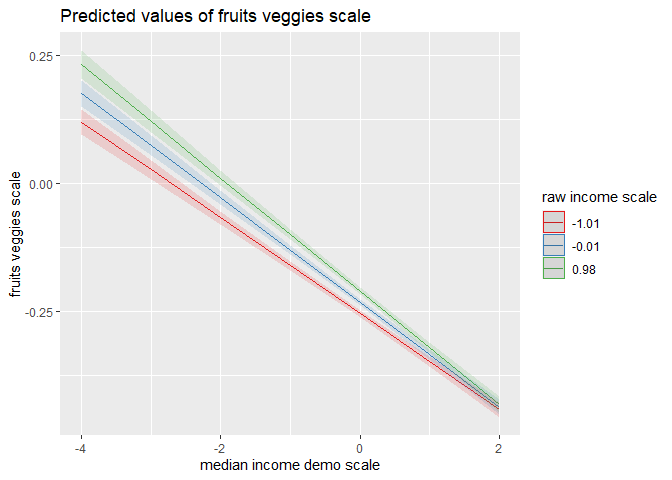 Predicted values of fruits veggies scale
0.25
0.00
-0.25
fruits veggies scale
-4
-2
0
2
median income demo scale
raw income scale
-1.01
-0.01
0.98